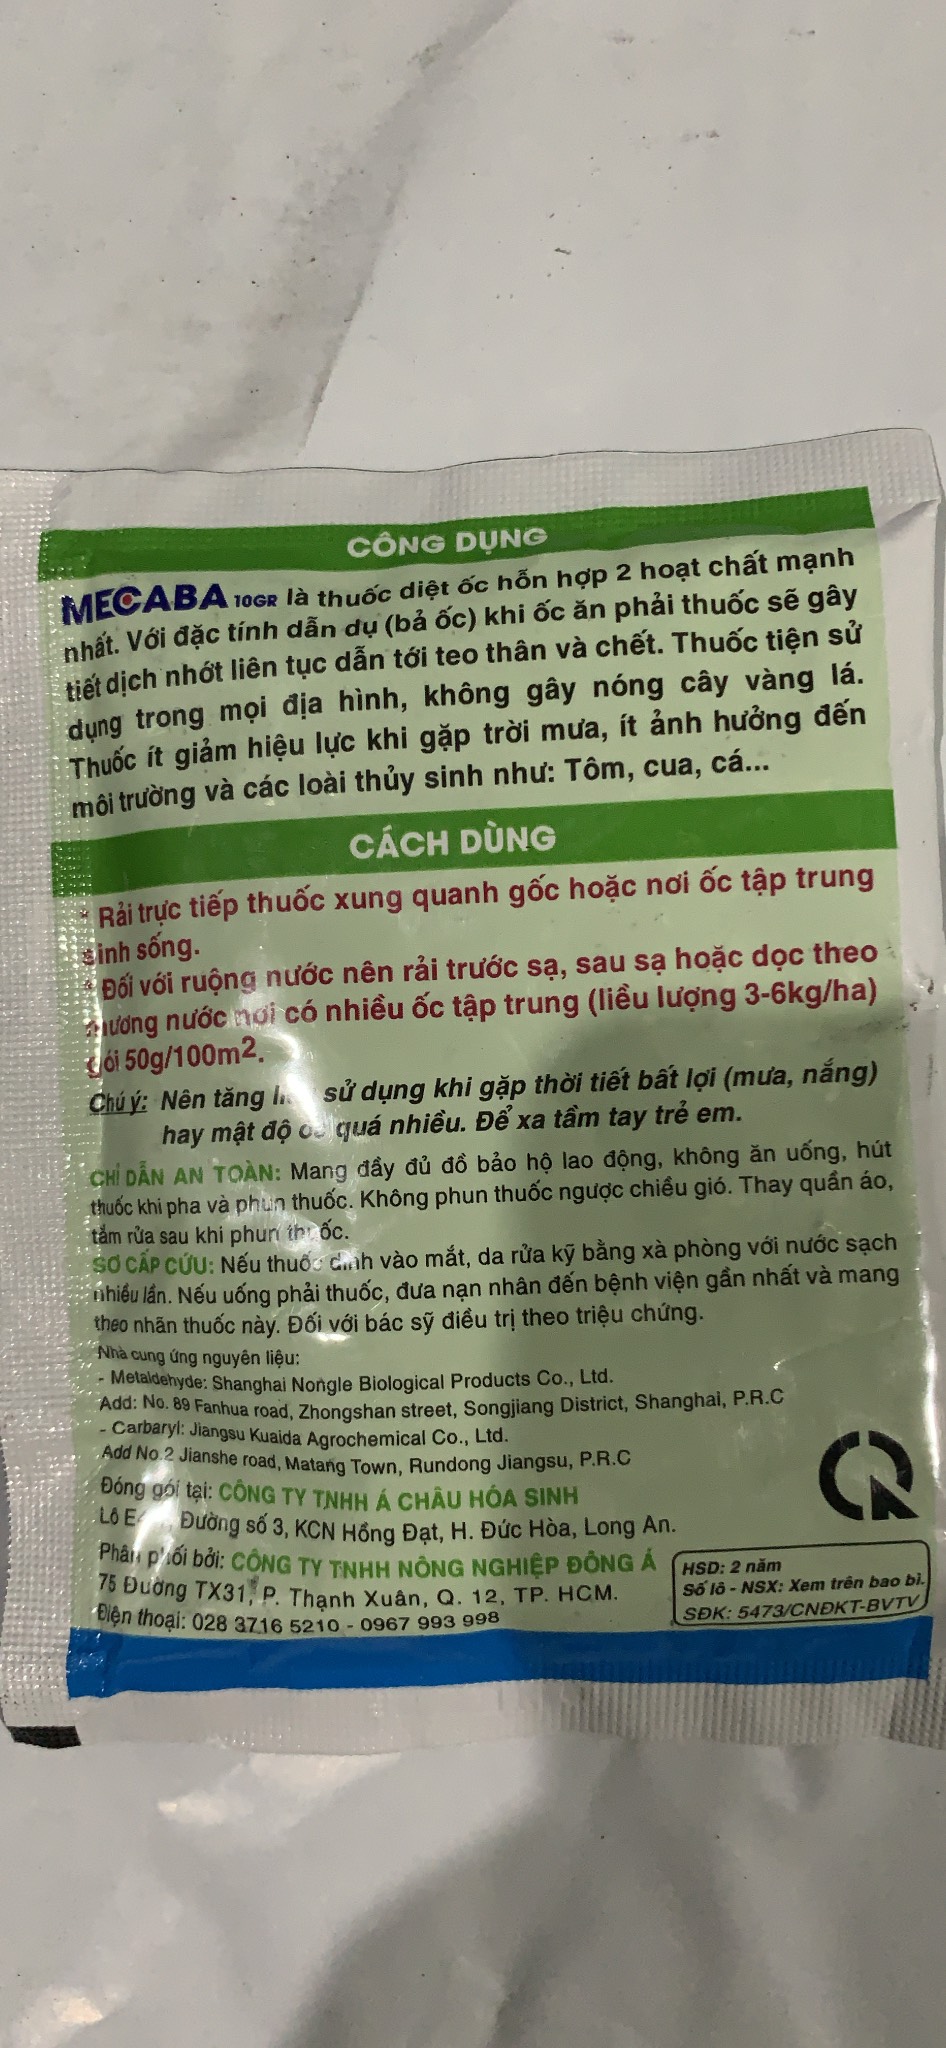 CÔNG DỤNG
MECABA 10GR là thuốc diệt ốc hỗn hợp 2 hoạt chất mạnh
nhất. Với đặc tính dẫn dụ (bả ốc) khi ốc ăn phải thuốc sẽ gây
tiết dịch nhớt liên tục dẫn tới teo thân và chết. Thuốc tiện sử
dụng trong mọi địa hình, không gây nóng cây vàng lá.
Thuốc ít giảm hiệu lực khi gặp trời mưa, ít ảnh hưởng đến
môi trường và các loài thủy sinh như: Tôm, cua, cá...
CÁCH DÙNG
* Rải trực tiếp thuốc xung quanh gốc hoặc nơi ốc tập trung
sinh sống.
* Đối với ruộng nước nên rải trước sạ, sau sạ hoặc dọc theo
mương nước nơi có nhiều ốc tập trung (liều lượng 3-6kg/ha)
gói 50g/100m2.
Chú ý: Nên tăng sử dụng khi gặp thời tiết bất lợi (mưa, nắng)
hay mật độ quá nhiều. Để xa tầm tay trẻ em.
CHỈ DẪN AN TOÀN: Mang đầy đủ đồ bảo hộ lao động, không ăn uống, hút
thuốc khi pha và phun thuốc. Không phun thuốc ngược chiều gió. Thay quần áo,
tắm rửa sau khi phun thuốc.
SƠ CẤP CỨU: Nếu thuốc dính vào mắt, da rửa kỹ bằng xà phòng với nước sạch
nhiều lần. Nếu uống phải thuốc, đưa nạn nhân đến bệnh viện gần nhất và mang
theo nhãn thuốc này. Đối với bác sỹ điều trị theo triệu chứng.
Nhà cung ứng nguyên liệu:
- Metaldehyde: Shanghai Nongle Biological Products Co., Ltd.
Add: No. 89 Fanhua road, Zhongshan street, Songjiang District, Shanghai, P.R.C
- Carbaryl: Jiangsu Kuaida Agrochemical Co., Ltd.
Add No.2 Jianshe road, Matang Town, Rundong Jiangsu, P.R.C
Đóng gói tại: CÔNG TY TNHH Á CHÂU HÓA SINH
Lô Đường số 3, KCN Hồng Đạt, H. Đức Hòa, Long An.
Phân phối bởi: CÔNG TY TNHH NÔNG NGHIỆP ĐÔNG Á
75 Đường TX31, P. Thạnh Xuân, Q. 12, TP. HCM.
Điện thoại: 028 3716 5210 - 0967 993 998
HSD: 2 năm
Số lô - NSX: Xem trên bao bì.
SĐK: 5473/CNĐKT-BVTV